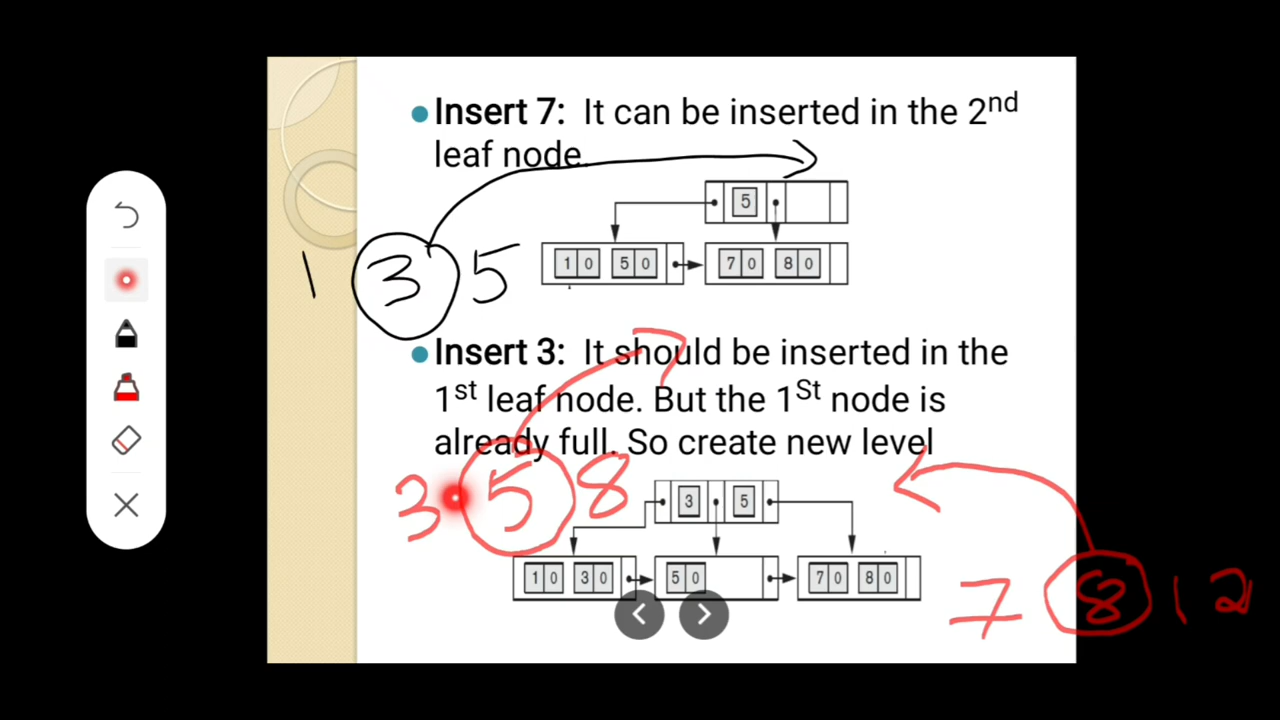 Insert 7: It can be inserted in the 2nd
leaf node.
5
1 0 5 0 7 0 8 0
1 3 5
Insert 3: It should be inserted in the
1st leaf node. But the 1St node is
already full. So create new level
3 5 8
3 5
1 0 3 0 5 0 7 0 8 0
7 8 12